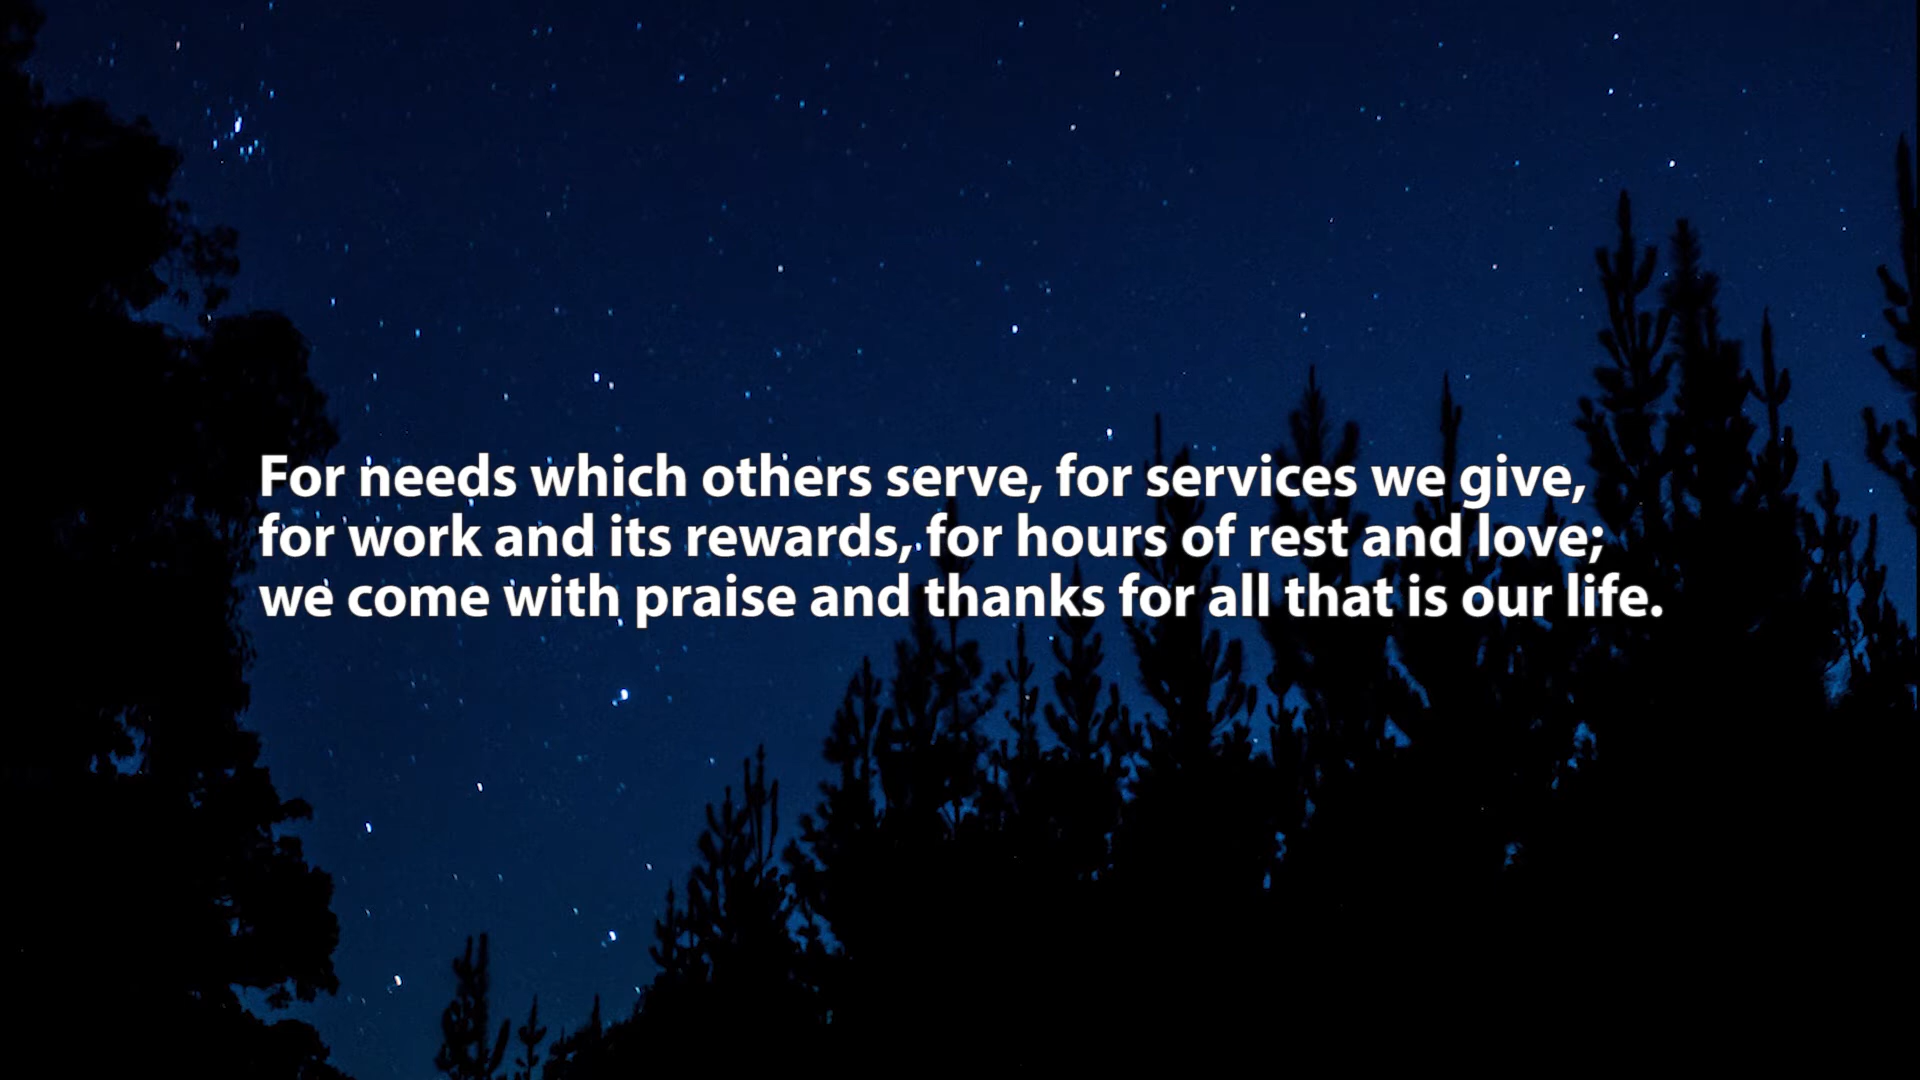 For needs which others serve, for services we give,
for work and its rewards, for hours of rest and love;
we come with praise and thanks for all that is our life.